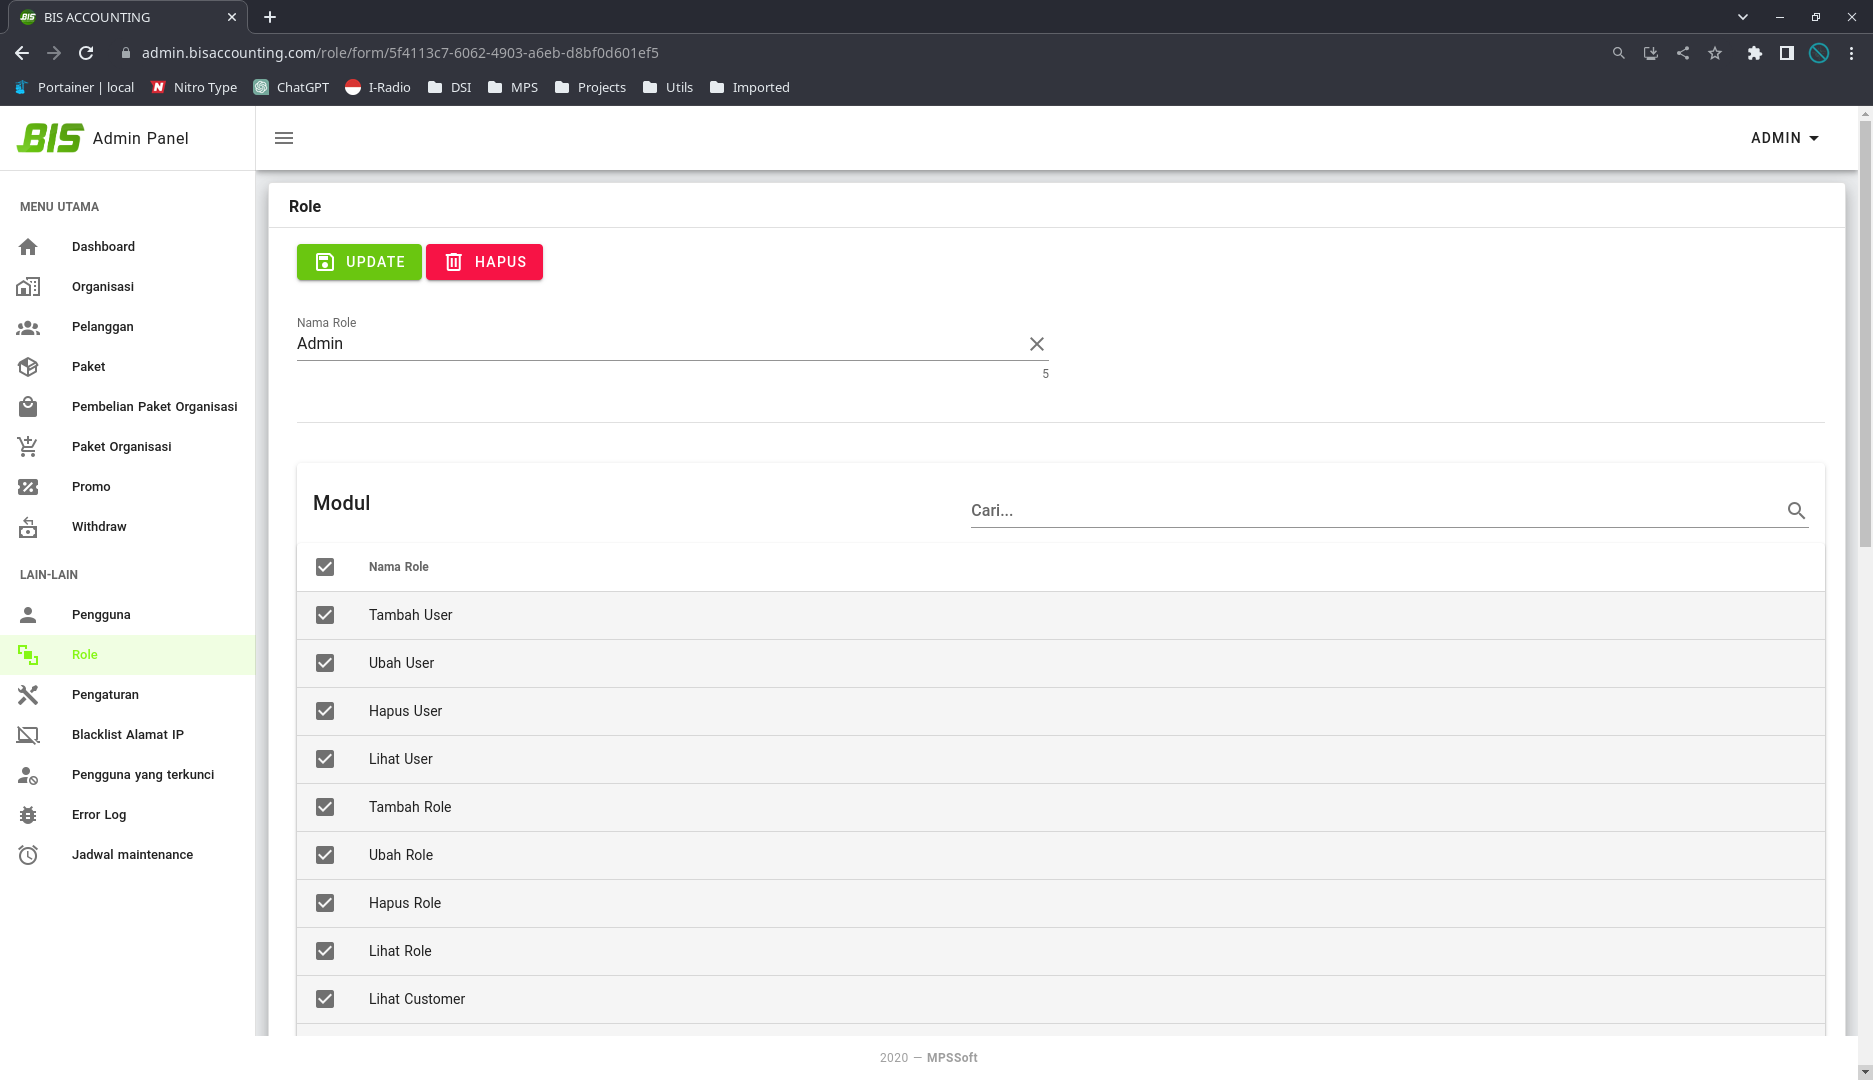 BIS ACCOUNTING
admin.bisaccounting.com/role/form/5f4113c7-6062-4903-a6eb-d8bf0d601ef5
Portainer | local
Nitro Type
ChatGPT
I-Radio
DSI
MPS
Projects
Utils
Imported
BIS Admin Panel
ADMIN
MENU UTAMA
Dashboard
Organisasi
Pelanggan
Paket
Pembelian Paket Organisasi
Paket Organisasi
Promo
Withdraw
LAIN-LAIN
Pengguna
Role
Pengaturan
Blacklist Alamat IP
Pengguna yang terkunci
Error Log
Jadwal maintenance
Role
UPDATE
HAPUS
Nama Role
Admin
5
Modul
Cari...
Nama Role
Tambah User
Ubah User
Hapus User
Lihat User
Tambah Role
Ubah Role
Hapus Role
Lihat Role
Lihat Customer
2020 — MPSSoft